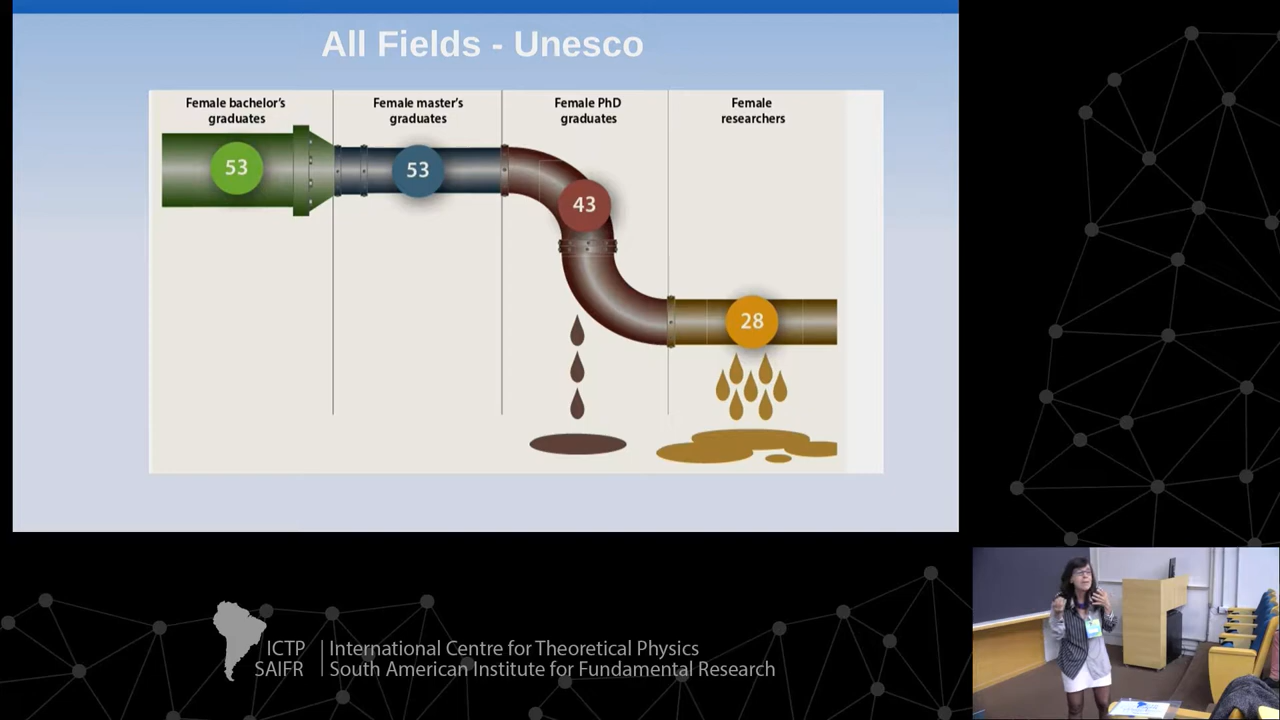 All Fields - Unesco
Female bachelor's
graduates
Female master's
graduates
Female PhD
graduates
Female
researchers
53
53
43
28
ICTP
SAIFR
International Centre for Theoretical Physics
South American Institute for Fundamental Research